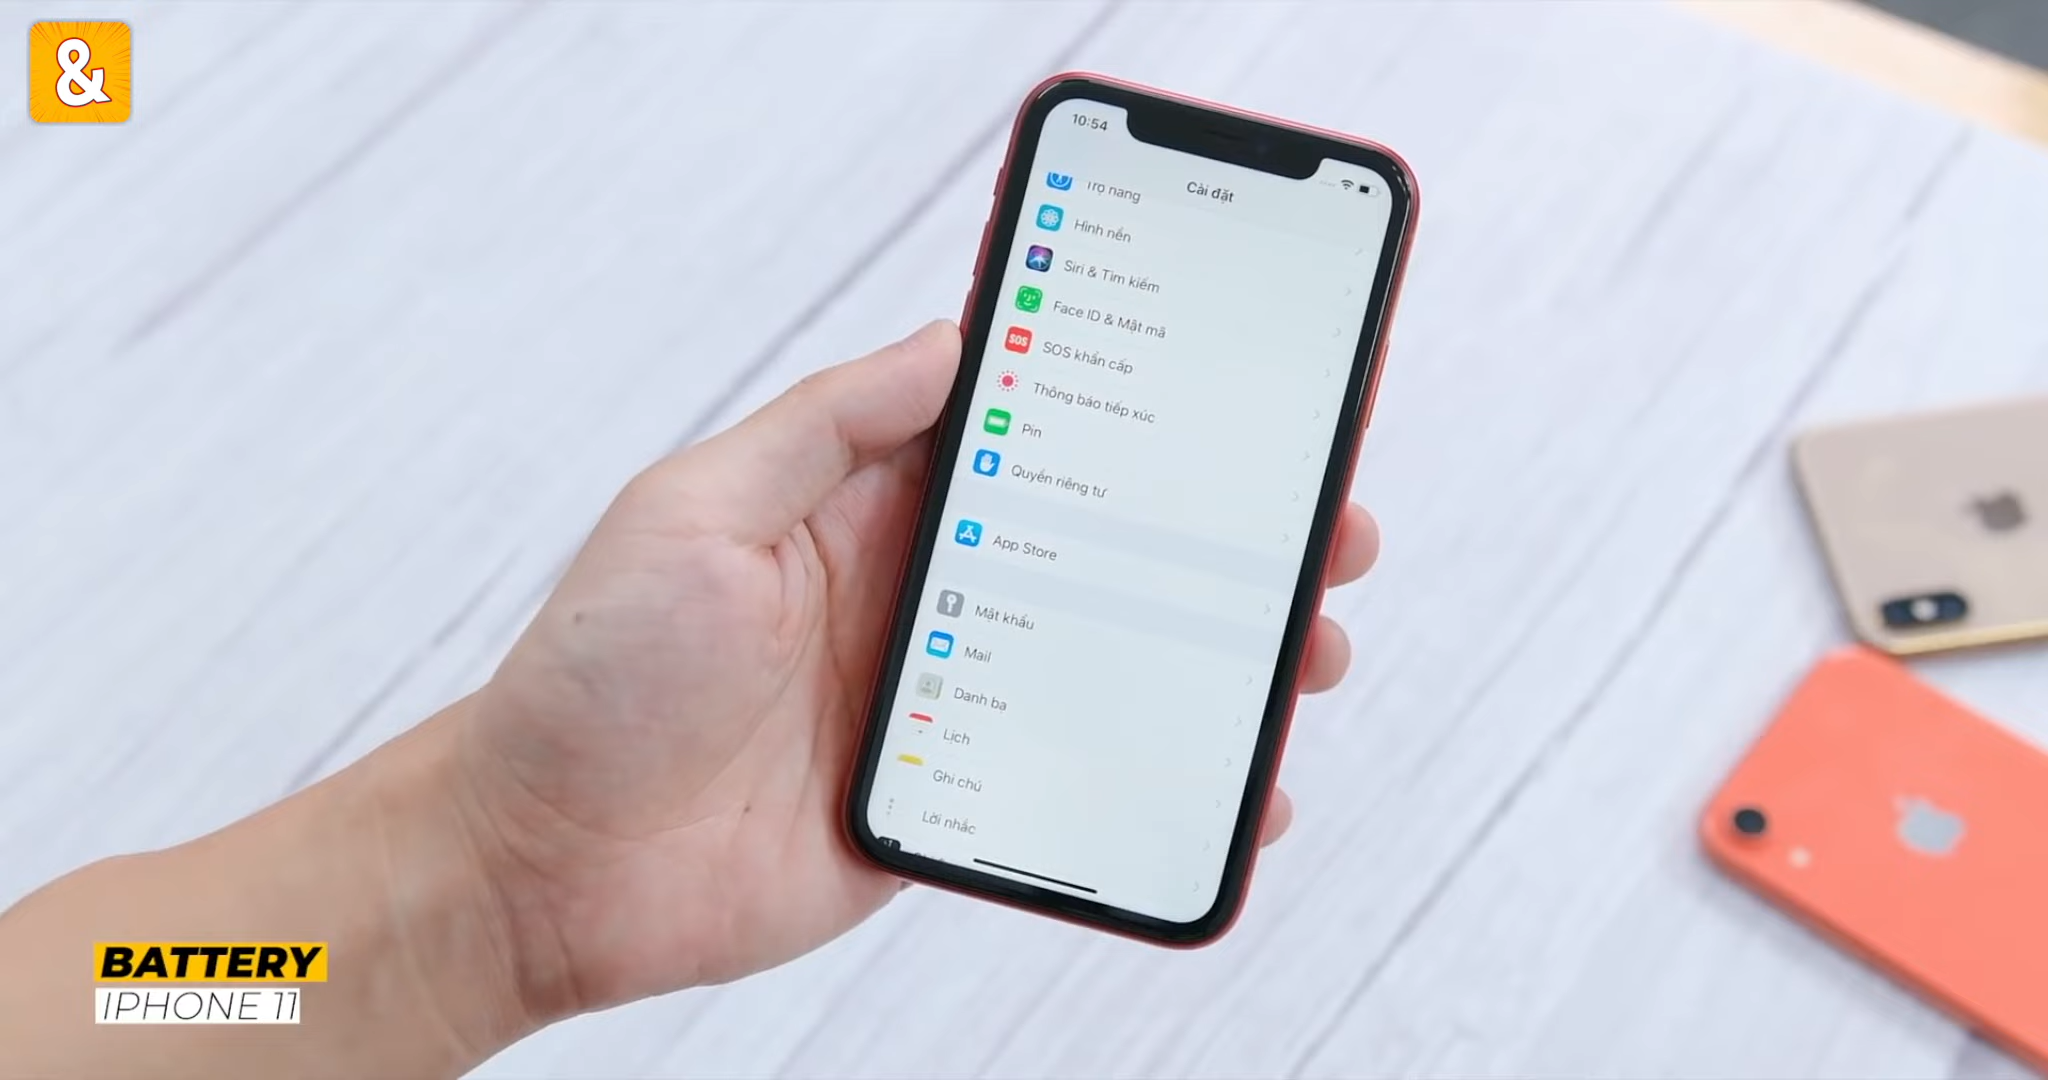 &
10:54
Cài đặt
Trợ năng
Hình nền
Siri & Tìm kiếm
Face ID & Mật mã
SOS
SOS khẩn cấp
Thông báo tiếp xúc
Pin
Quyền riêng tư
App Store
Mật khẩu
Mail
Danh bạ
Lịch
Ghi chú
Lời nhắc
BATTERY
IPHONE 11